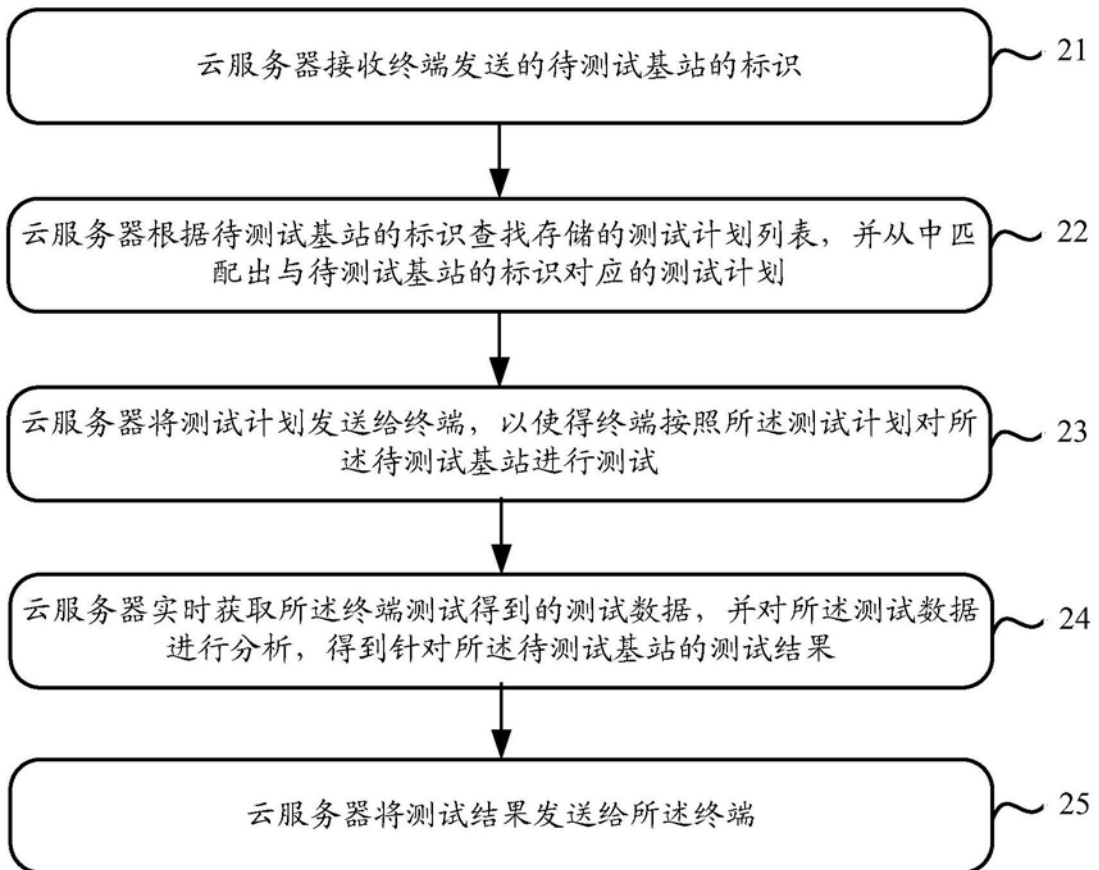 云服务器接收终端发送的待测试基站的标识
21
云服务器根据待测试基站的标识查找存储的测试计划列表，并从中匹
配出与待测试基站的标识对应的测试计划
22
云服务器将测试计划发送给终端，以使得终端按照所述测试计划对所
述待测试基站进行测试
23
云服务器实时获取所述终端测试得到的测试数据，并对所述测试数据
进行分析，得到针对所述待测试基站的测试结果
24
云服务器将测试结果发送给所述终端
25